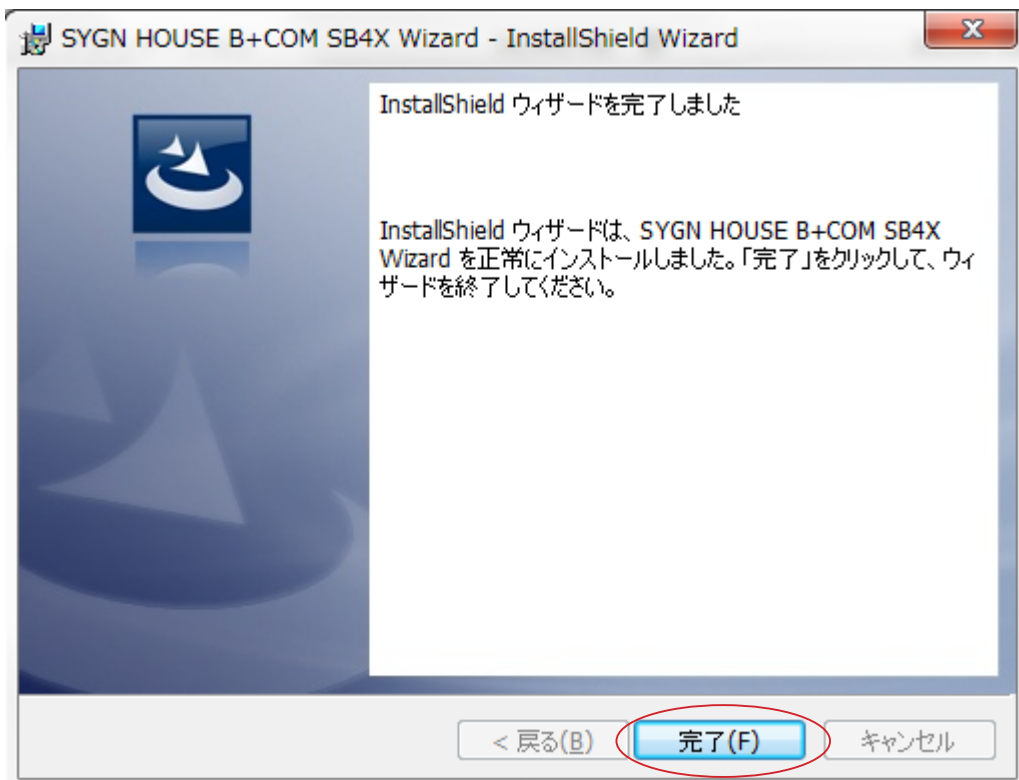 SYGN HOUSE B+COM SB4X Wizard - InstallShield Wizard
InstallShield ウィザードを完了しました
InstallShield ウィザードは、SYGN HOUSE B+COM SB4X
Wizard を正常にインストールしました。「完了」をクリックして、ウィ
ザードを終了してください。
< 戻る(B)
完了(F)
キャンセル